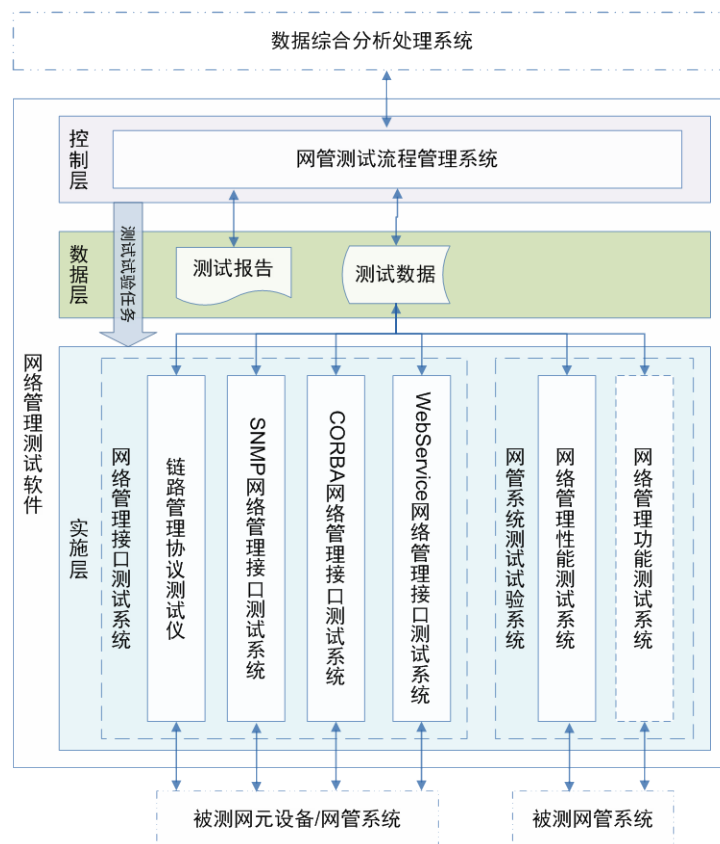 数据综合分析处理系统
控制层
网管测试流程管理系统
测试试验任务
数据层
测试报告
测试数据
网络管理测试软件
实施层
网络管理接口测试系统
链路管理协议测试仪
SNMP网络管理接口测试系统
CORBA网络管理接口测试系统
WebService网络管理接口测试系统
网管系统测试试验系统
网络管理性能测试系统
网络管理功能测试系统
被测网元设备/网管系统
被测网管系统